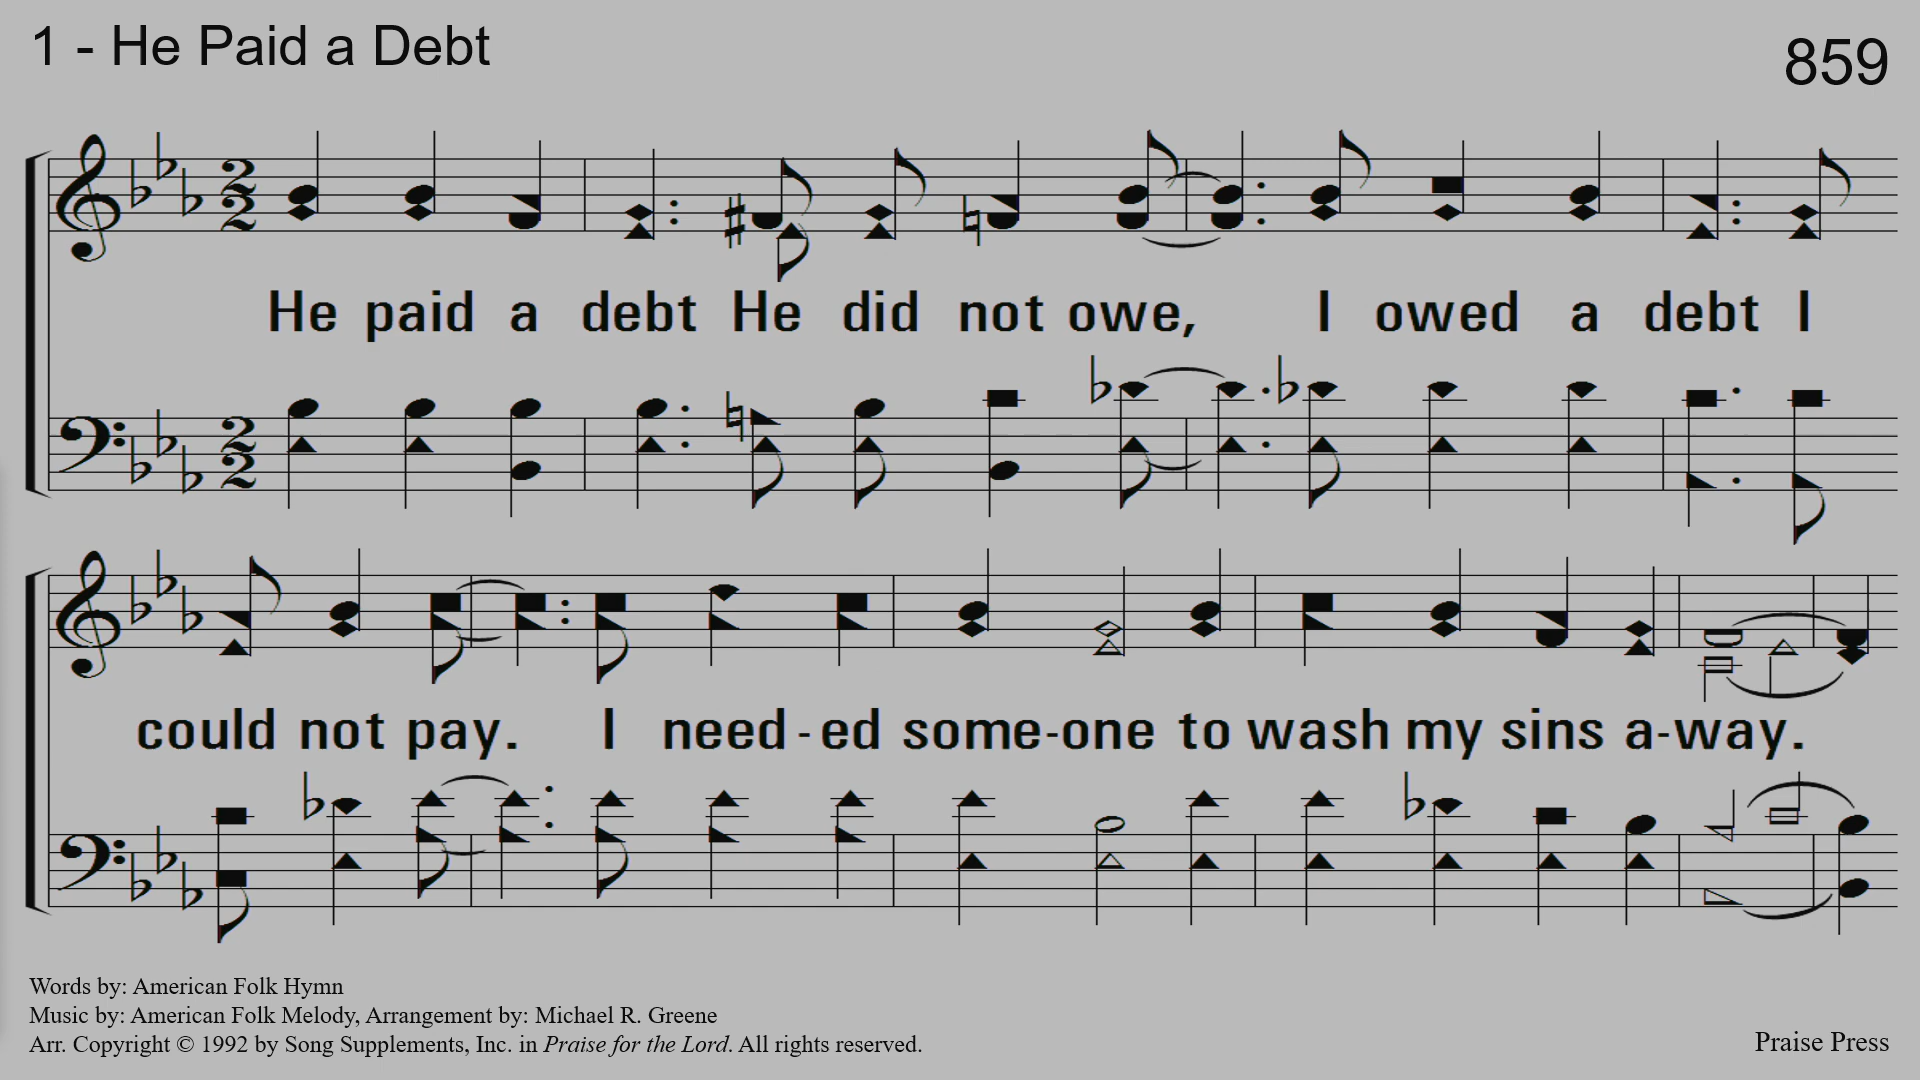 1 - He Paid a Debt
859
He paid a debt He did not owe, I owed a debt I
could not pay. I need - ed some-one to wash my sins a-way.
Words by: American Folk Hymn
Music by: American Folk Melody, Arrangement by: Michael R. Greene
Arr. Copyright © 1992 by Song Supplements, Inc. in Praise for the Lord. All rights reserved.
Praise Press